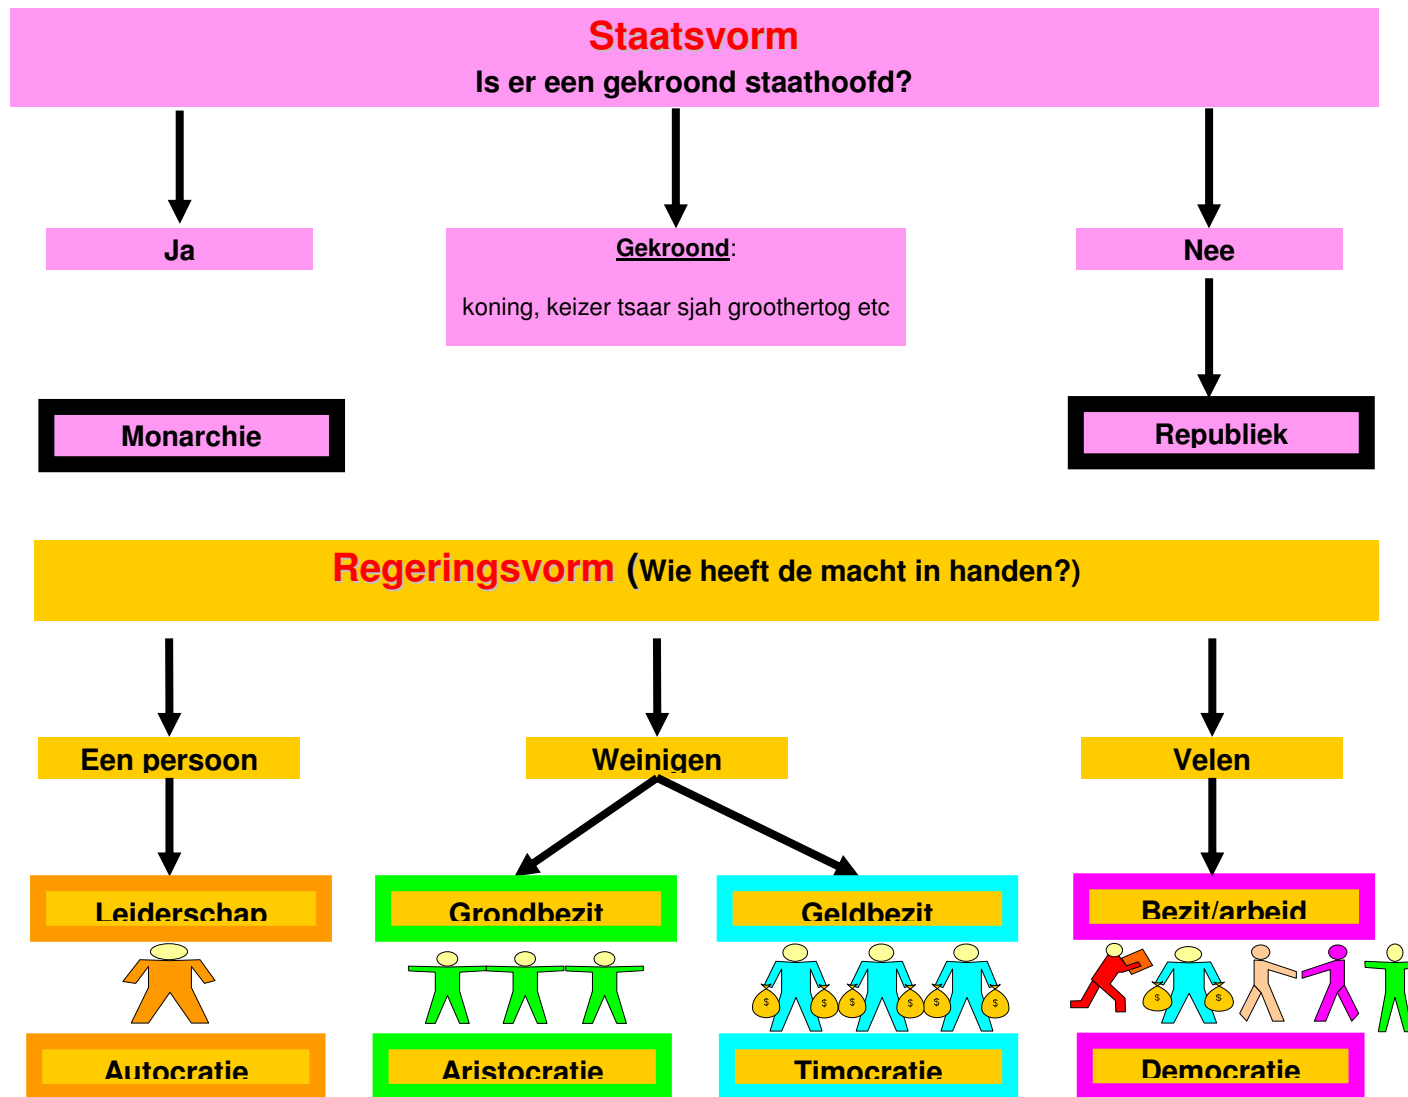 Staatsvorm
Is er een gekroond staathoofd?
Ja
Gekroond:
Nee
koning, keizer tsaar sjah groothertog etc
Monarchie
Republiek
Regeringsvorm (Wie heeft de macht in handen?)
Een persoon
Weinigen
Velen
Leiderschap
Grondbezit
Geldbezit
Bezit/arbeid
$ $ $ $ $ $ $ $
Autocratie
Aristocratie
Timocratie
Democratie